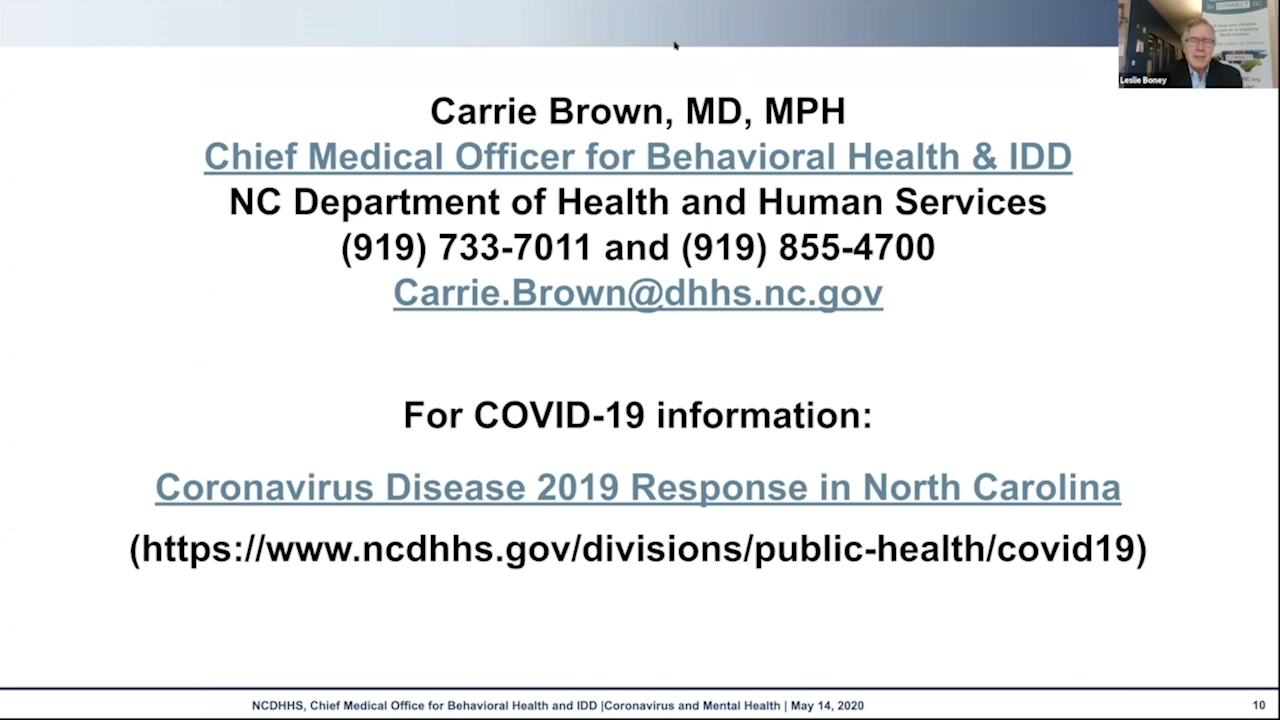 CONNECT NC
Leslie Boney
Carrie Brown, MD, MPH
Chief Medical Officer for Behavioral Health & IDD
NC Department of Health and Human Services
(919) 733-7011 and (919) 855-4700
Carrie.Brown@dhhs.nc.gov
For COVID-19 information:
Coronavirus Disease 2019 Response in North Carolina
(https://www.ncdhhs.gov/divisions/public-health/covid19)
NCDHHS, Chief Medical Office for Behavioral Health and IDD |Coronavirus and Mental Health | May 14, 2020
10